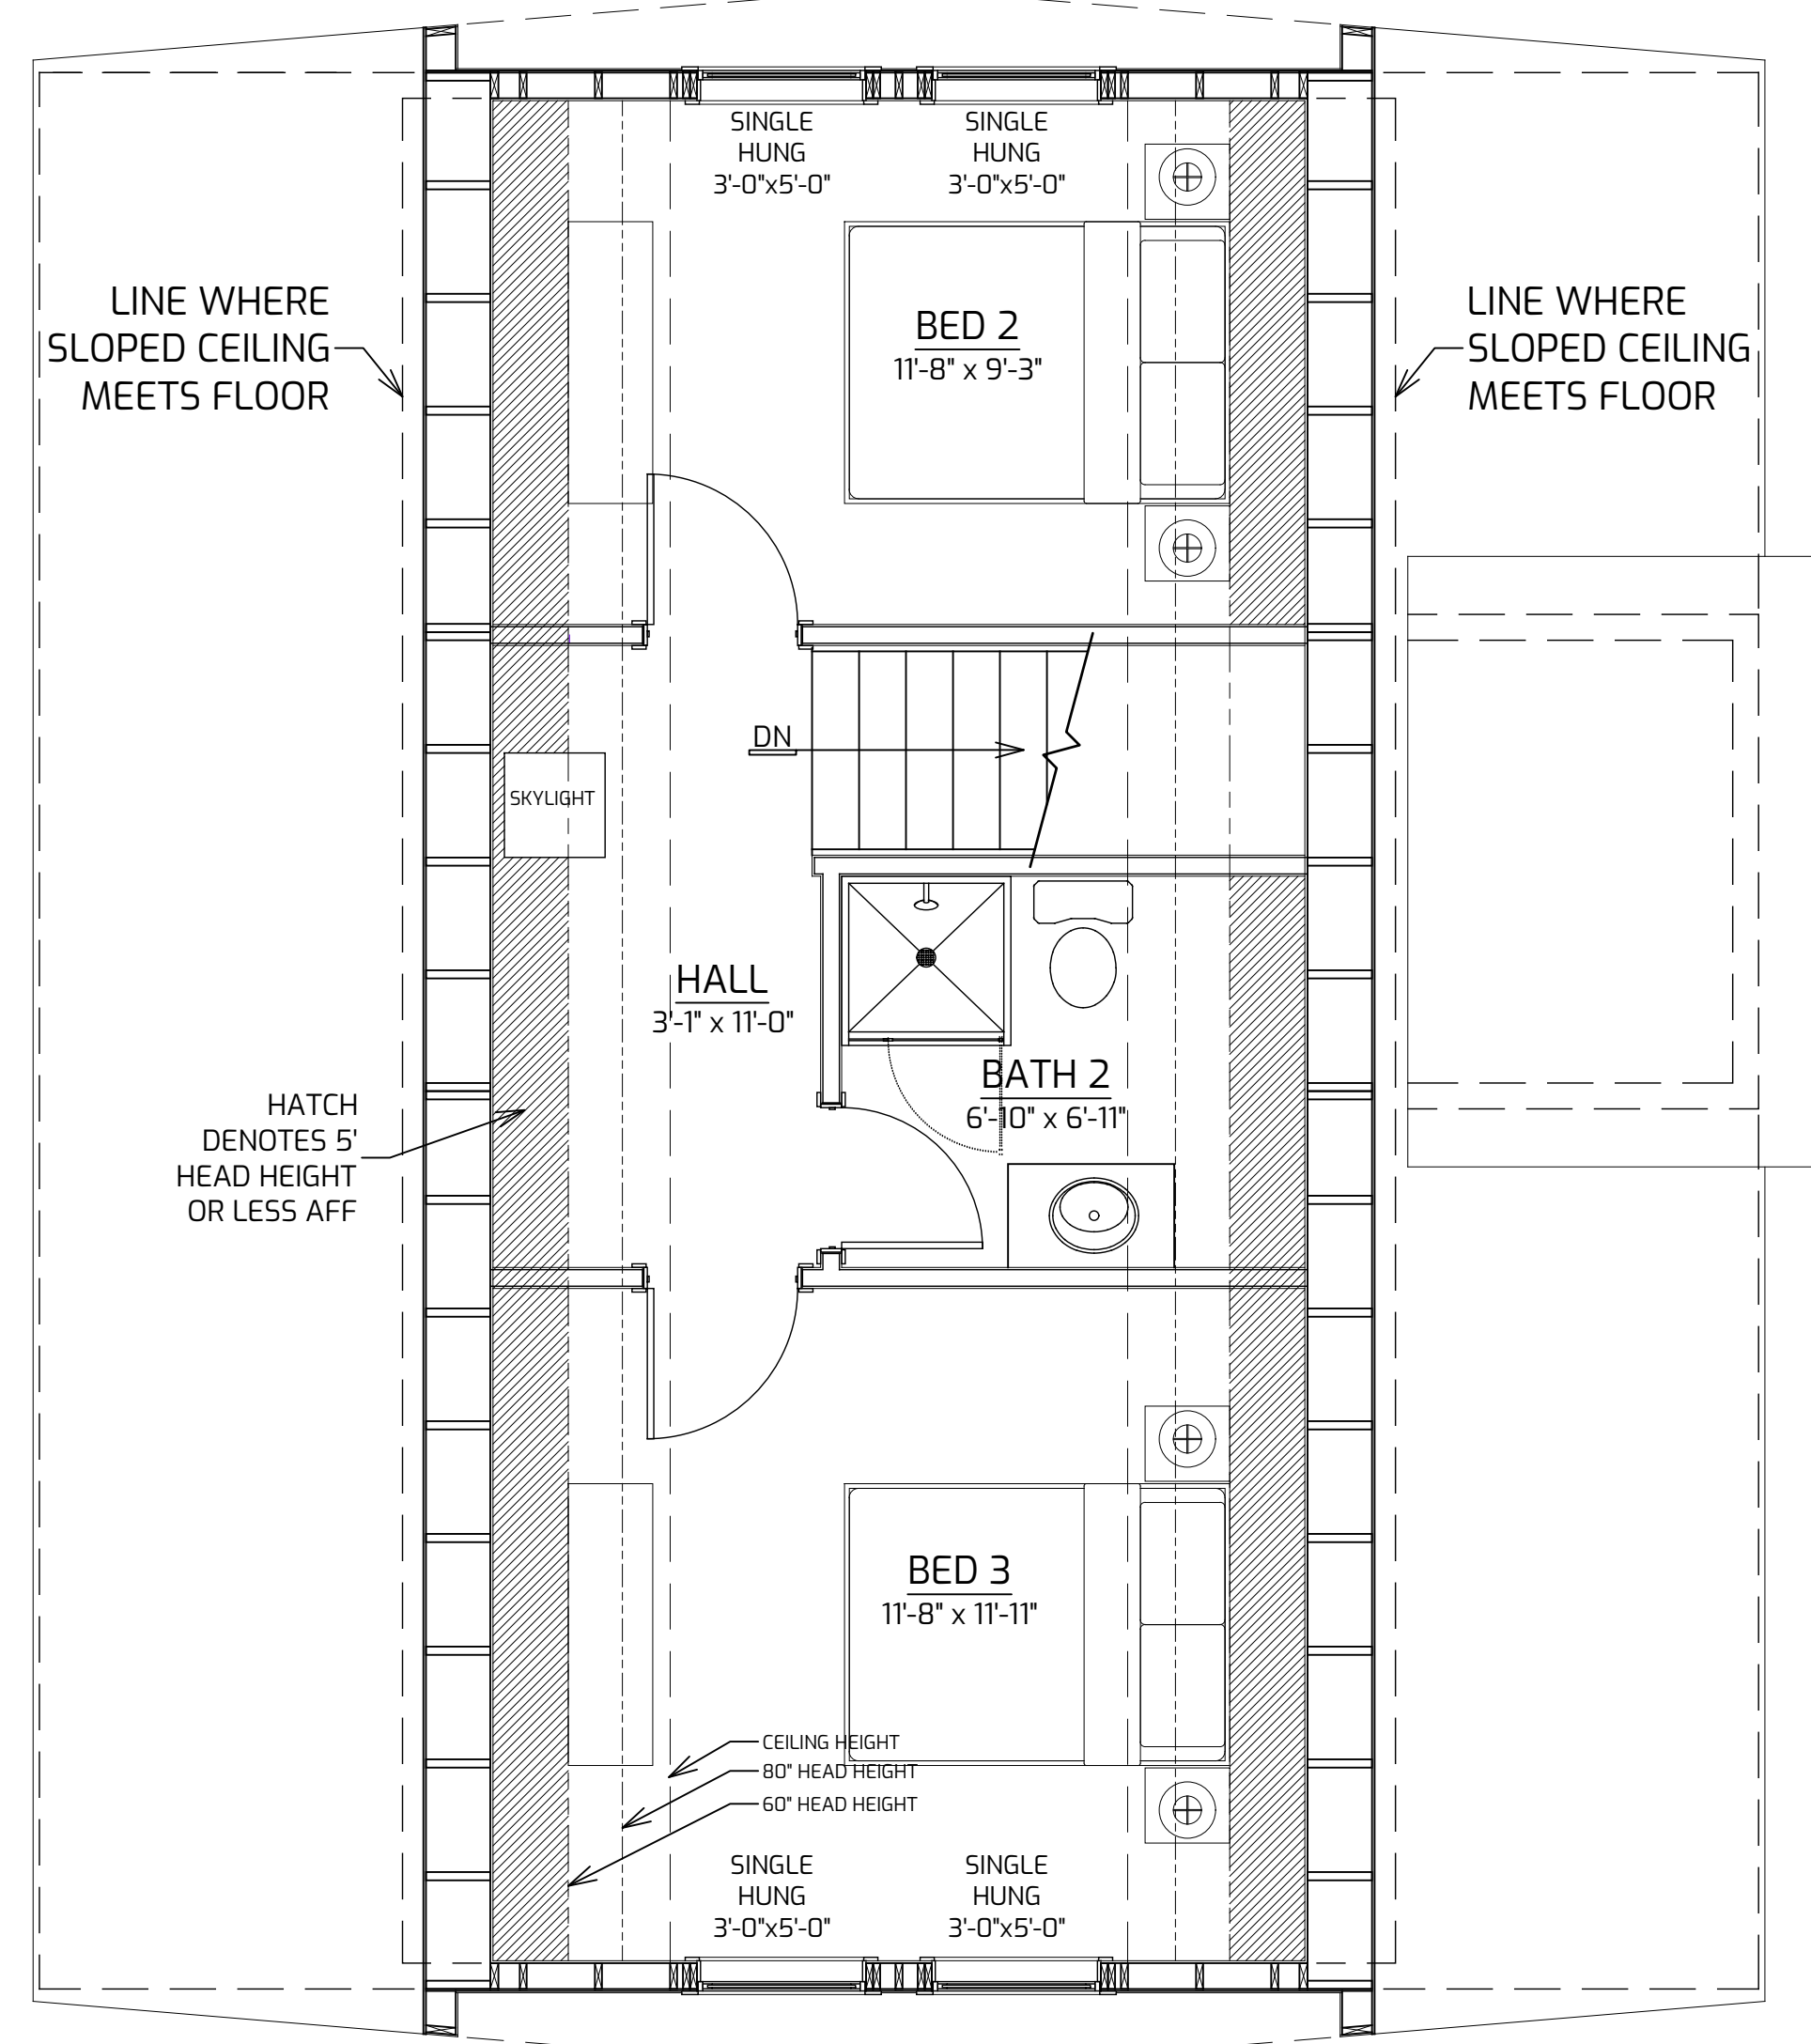 SINGLE
HUNG
3'-0"x5'-0"
SINGLE
HUNG
3'-0"x5'-0"
LINE WHERE
SLOPED CEILING
MEETS FLOOR
BED 2
11'-8" x 9'-3"
LINE WHERE
SLOPED CEILING
MEETS FLOOR
DN
SKYLIGHT
HALL
3'-1" x 11'-0"
BATH 2
6'-10" x 6'-11"
HATCH
DENOTES 5'
HEAD HEIGHT
OR LESS AFF
BED 3
11'-8" x 11'-11"
CEILING HEIGHT
80" HEAD HEIGHT
60" HEAD HEIGHT
SINGLE
HUNG
3'-0"x5'-0"
SINGLE
HUNG
3'-0"x5'-0"